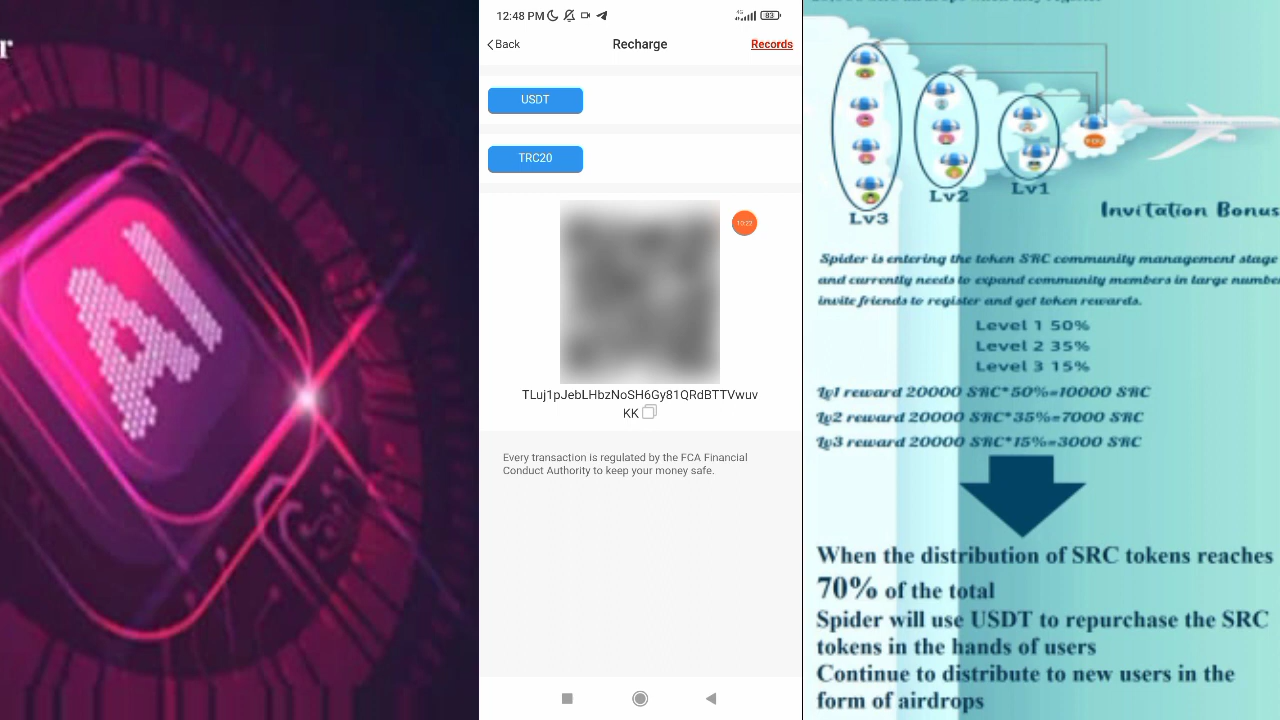 r
AI
12:48 PM
4G
83
Back
Recharge
Records
USDT
TRC20
10:22
TLuj1pJebLHbzNoSH6Gy81QRdBTTVwuv
KK
Every transaction is regulated by the FCA Financial
Conduct Authority to keep your money safe.
Lv3
Lv2
Lv1
Invitation Bonus
Spider is entering the token SRC community management stage
and currently needs to expand community members in large number
invite friends to register and get token rewards.
Level 1 50%
Level 2 35%
Level 3 15%
Lv1 reward 20000 SRC*50%=10000 SRC
Lv2 reward 20000 SRC*35%=7000 SRC
Lv3 reward 20000 SRC*15%=3000 SRC
When the distribution of SRC tokens reaches
70% of the total
Spider will use USDT to repurchase the SRC
tokens in the hands of users
Continue to distribute to new users in the
form of airdrops